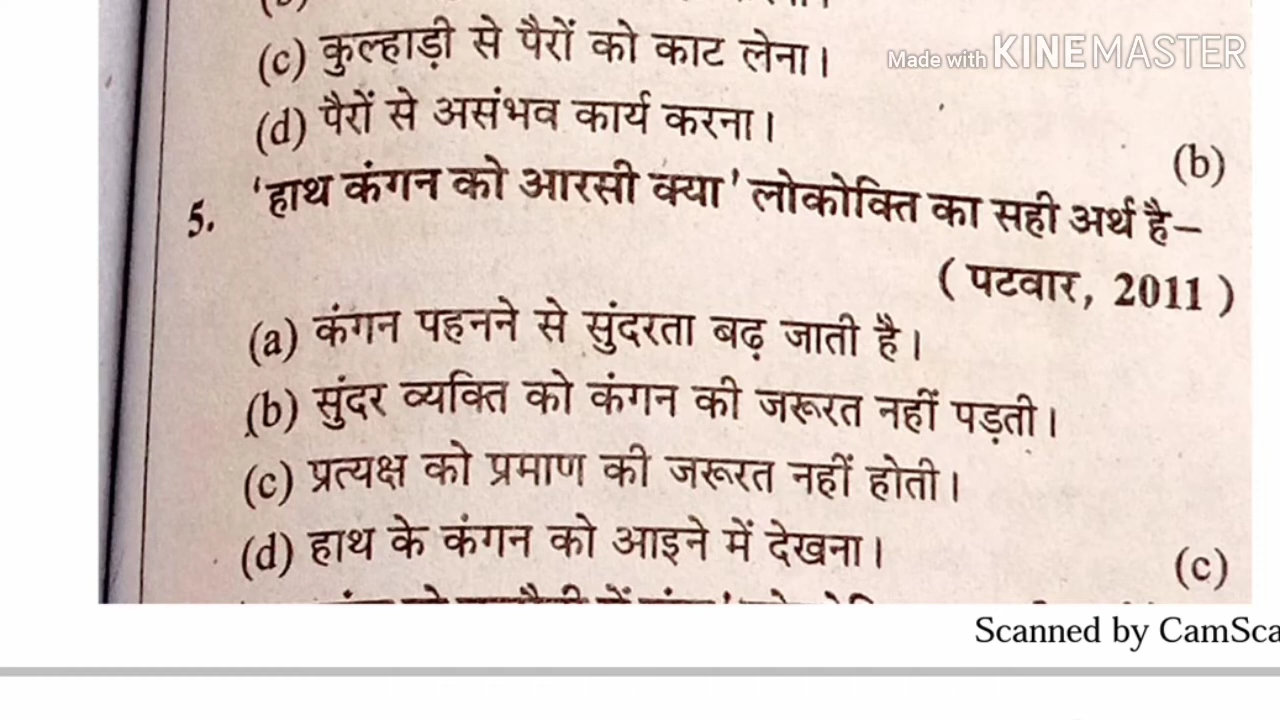 (c) कुल्हाड़ी से पैरों को काट लेना।
Made with KINEMASTER
(d) पैरों से असंभव कार्य करना।
(b)
5. 'हाथ कंगन को आरसी क्या' लोकोक्ति का सही अर्थ है–
( पटवार, 2011 )
(a) कंगन पहनने से सुंदरता बढ़ जाती है।
(b) सुंदर व्यक्ति को कंगन की जरूरत नहीं पड़ती।
(c) प्रत्यक्ष को प्रमाण की जरूरत नहीं होती।
(d) हाथ के कंगन को आइने में देखना।
(c)
Scanned by CamSca